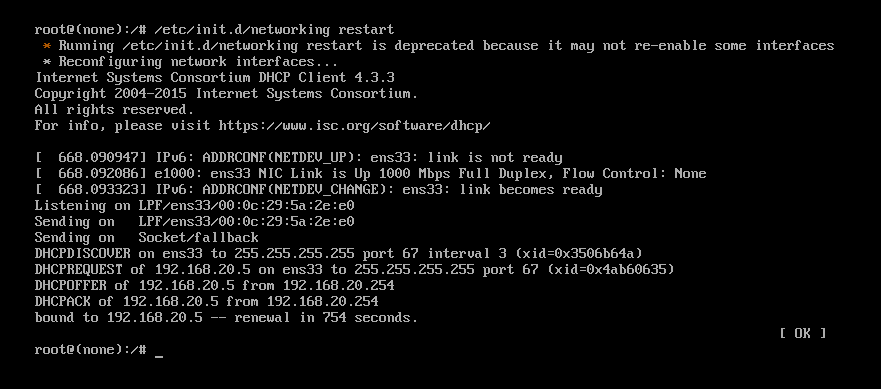 root@(none):/# /etc/init.d/networking restart
* Running /etc/init.d/networking restart is deprecated because it may not re-enable some interfaces
* Reconfiguring network interfaces...
Internet Systems Consortium DHCP Client 4.3.3
Copyright 2004-2015 Internet Systems Consortium.
All rights reserved.
For info, please visit https://www.isc.org/software/dhcp/
[  668.090947] IPv6: ADDRCONF(NETDEV_UP): ens33: link is not ready
[  668.092086] e1000: ens33 NIC Link is Up 1000 Mbps Full Duplex, Flow Control: None
[  668.093323] IPv6: ADDRCONF(NETDEV_CHANGE): ens33: link becomes ready
Listening on LPF/ens33/00:0c:29:5a:2e:e0
Sending on   LPF/ens33/00:0c:29:5a:2e:e0
Sending on   Socket/fallback
DHCPDISCOVER on ens33 to 255.255.255.255 port 67 interval 3 (xid=0x3506b64a)
DHCPREQUEST of 192.168.20.5 on ens33 to 255.255.255.255 port 67 (xid=0x4ab60635)
DHCPOFFER of 192.168.20.5 from 192.168.20.254
DHCPACK of 192.168.20.5 from 192.168.20.254
bound to 192.168.20.5 -- renewal in 754 seconds.
[ OK ]
root@(none):/# _